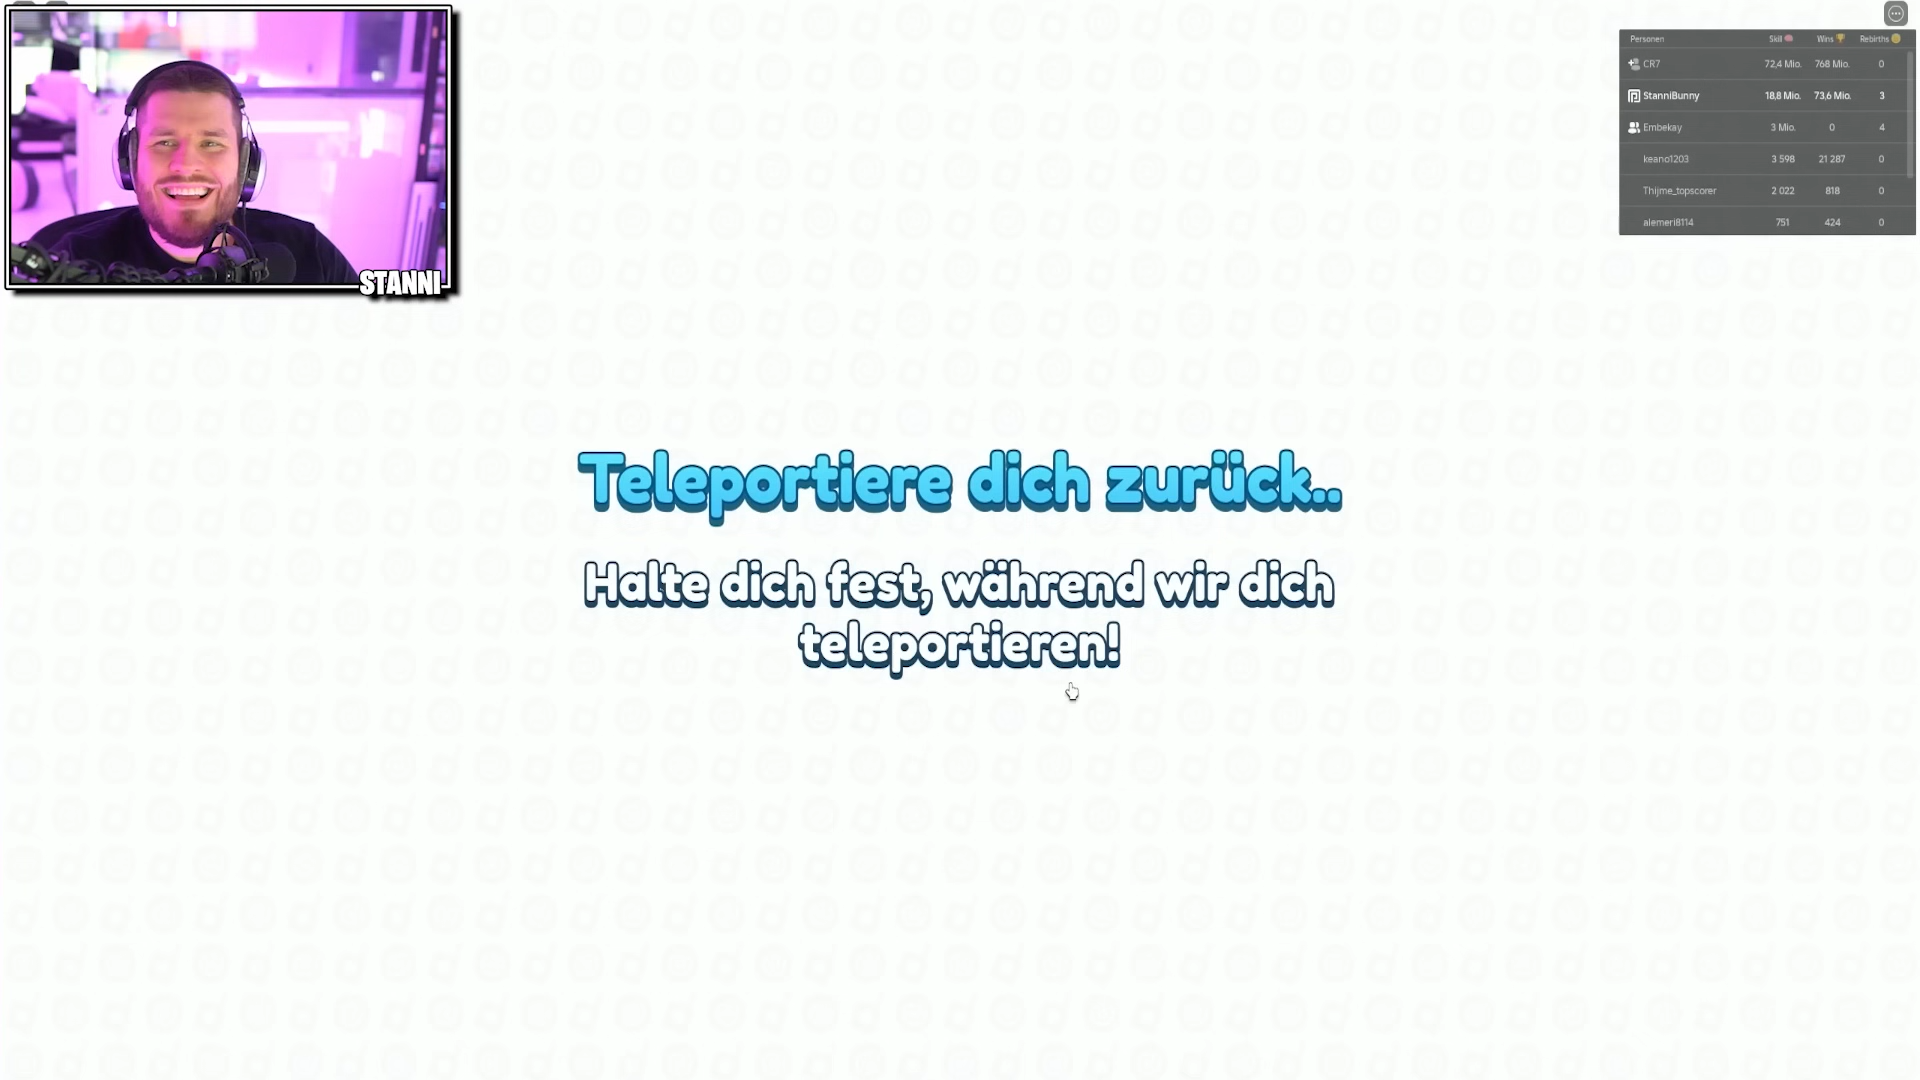 STANNI
Personen Skill Wins Rebirths
CR7 72,4 Mio. 768 Mio. 0
StanniBunny 18,8 Mio. 73,6 Mio. 3
Embekay 3 Mio. 0 4
keano1203 3 598 21 287 0
Thijme_topscorer 2 022 818 0
alemeri8114 751 424 0
Teleportiere dich zurück..
Halte dich fest, während wir dich
teleportieren!